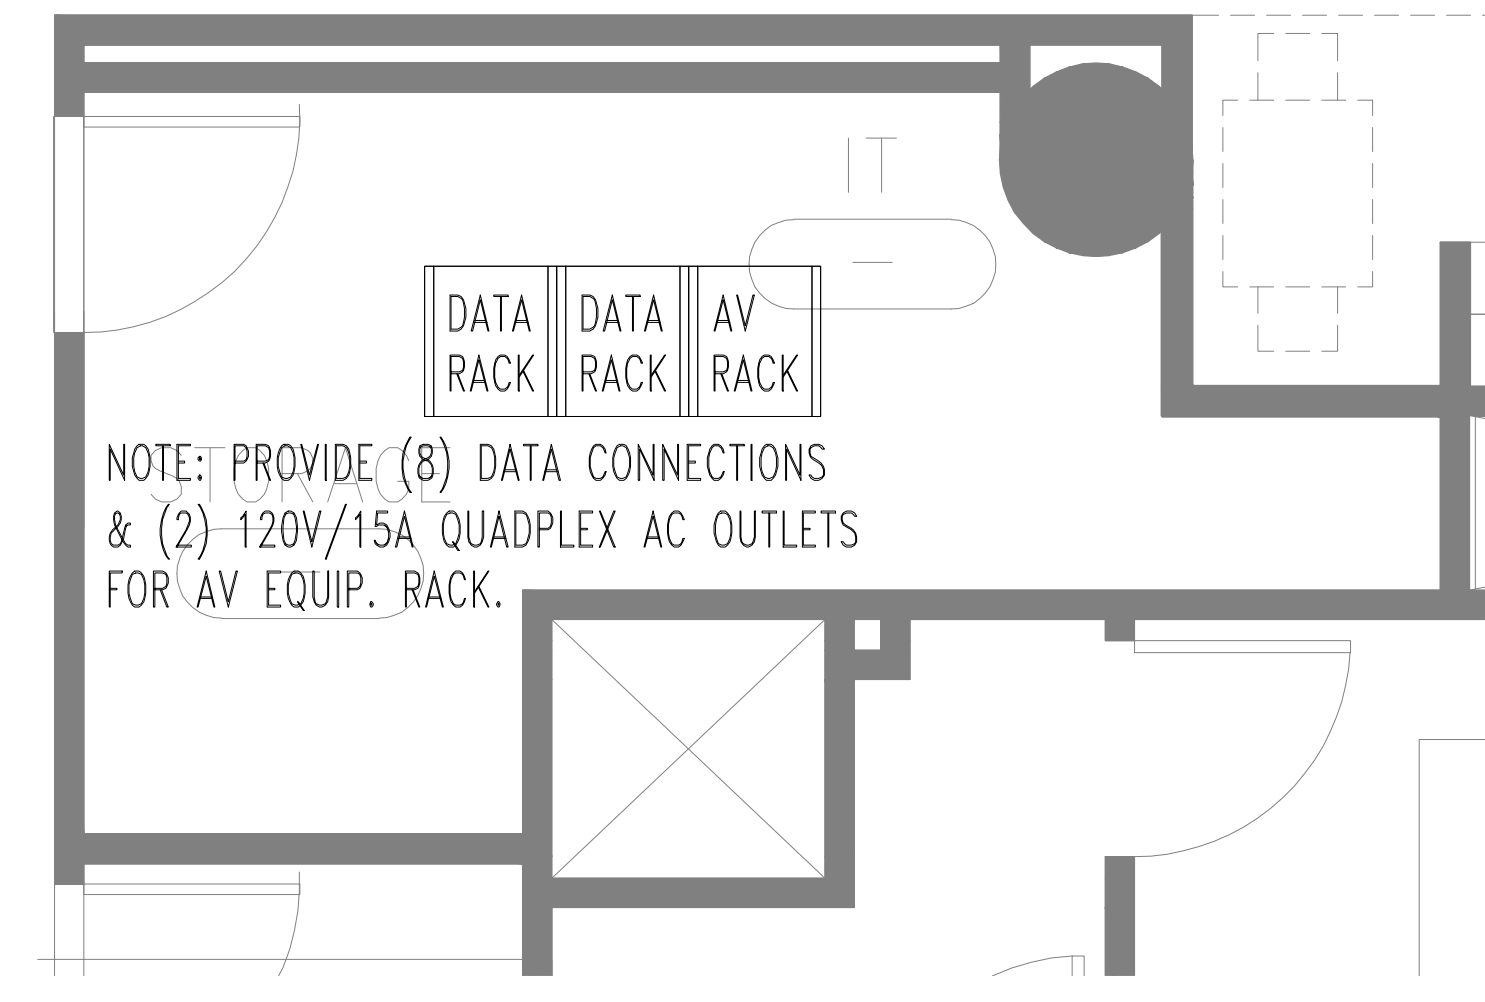 IT
DATA RACK
DATA RACK
AV RACK
STORAGE
NOTE: PROVIDE (8) DATA CONNECTIONS
& (2) 120V/15A QUADPLEX AC OUTLETS
FOR AV EQUIP. RACK.